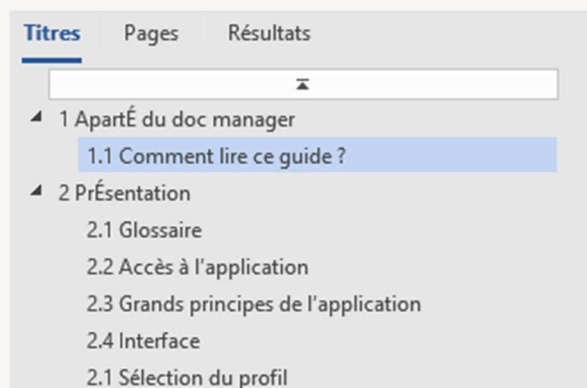 Titres Pages Résultats
1 ApartÉ du doc manager
1.1 Comment lire ce guide ?
2 PrÉsentation
2.1 Glossaire
2.2 Accès à l'application
2.3 Grands principes de l'application
2.4 Interface
2.1 Sélection du profil